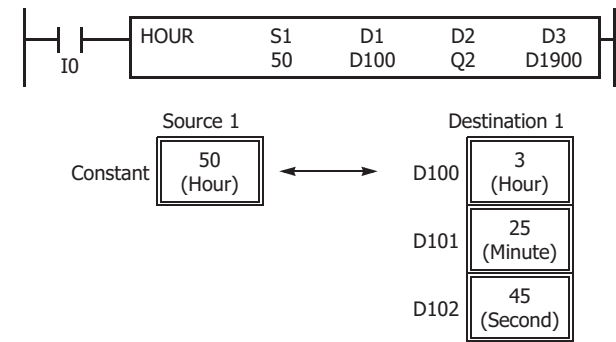 HOUR S1 D1 D2 D3
I0 50 D100 Q2 D1900
Source 1 Destination 1
Constant 50 (Hour) D100 3 (Hour)
D101 25 (Minute)
D102 45 (Second)